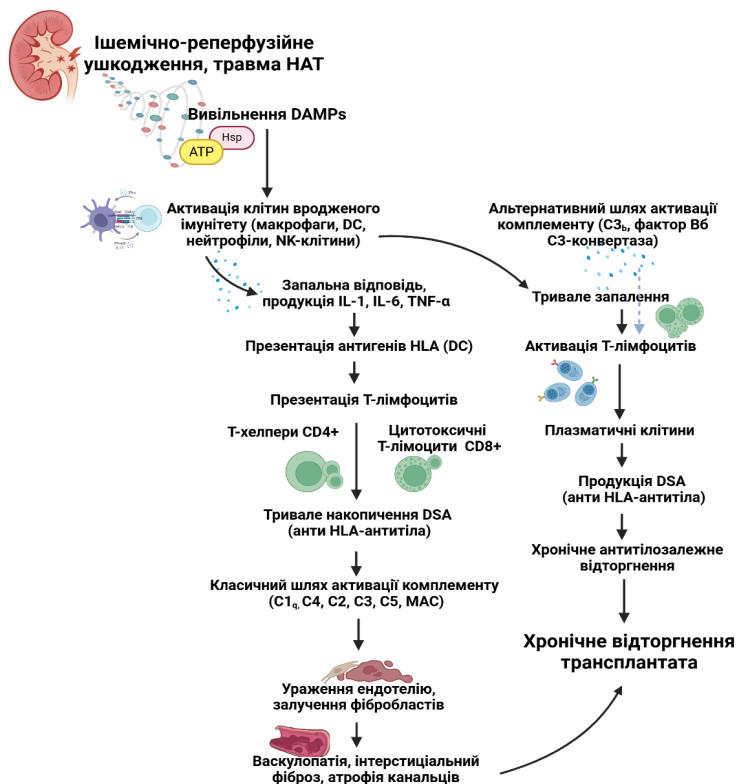 Ішемічно-реперфузійне
ушкодження, травма НАТ
Вивільнення DAMPs
Hsp
ATP
Активація клітин вродженого
імунітету (макрофаги, DC,
нейтрофіли, NK-клітини)
Альтернативний шлях активації
комплементу (C3b, фактор Вб
С3-конвертаза)
Запальна відповідь,
продукція IL-1, IL-6, TNF-α
Тривале запалення
Презентація антигенів HLA (DC)
Активація Т-лімфоцитів
Презентація Т-лімфоцитів
Т-хелпери CD4+
Цитотоксичні
Т-лімоцити CD8+
Плазматичні клітини
Продукція DSA
(анти HLA-антитіла)
Тривале накопичення DSA
(анти HLA-антитіла)
Хронічне антитілозалежне
відторгнення
Класичний шлях активації комплементу
(C1q, C4, C2, C3, C5, MAC)
Хронічне відторгнення
трансплантата
Ураження ендотелію,
залучення фібробластів
Васкулопатія, інтерстиціальний
фіброз, атрофія канальців